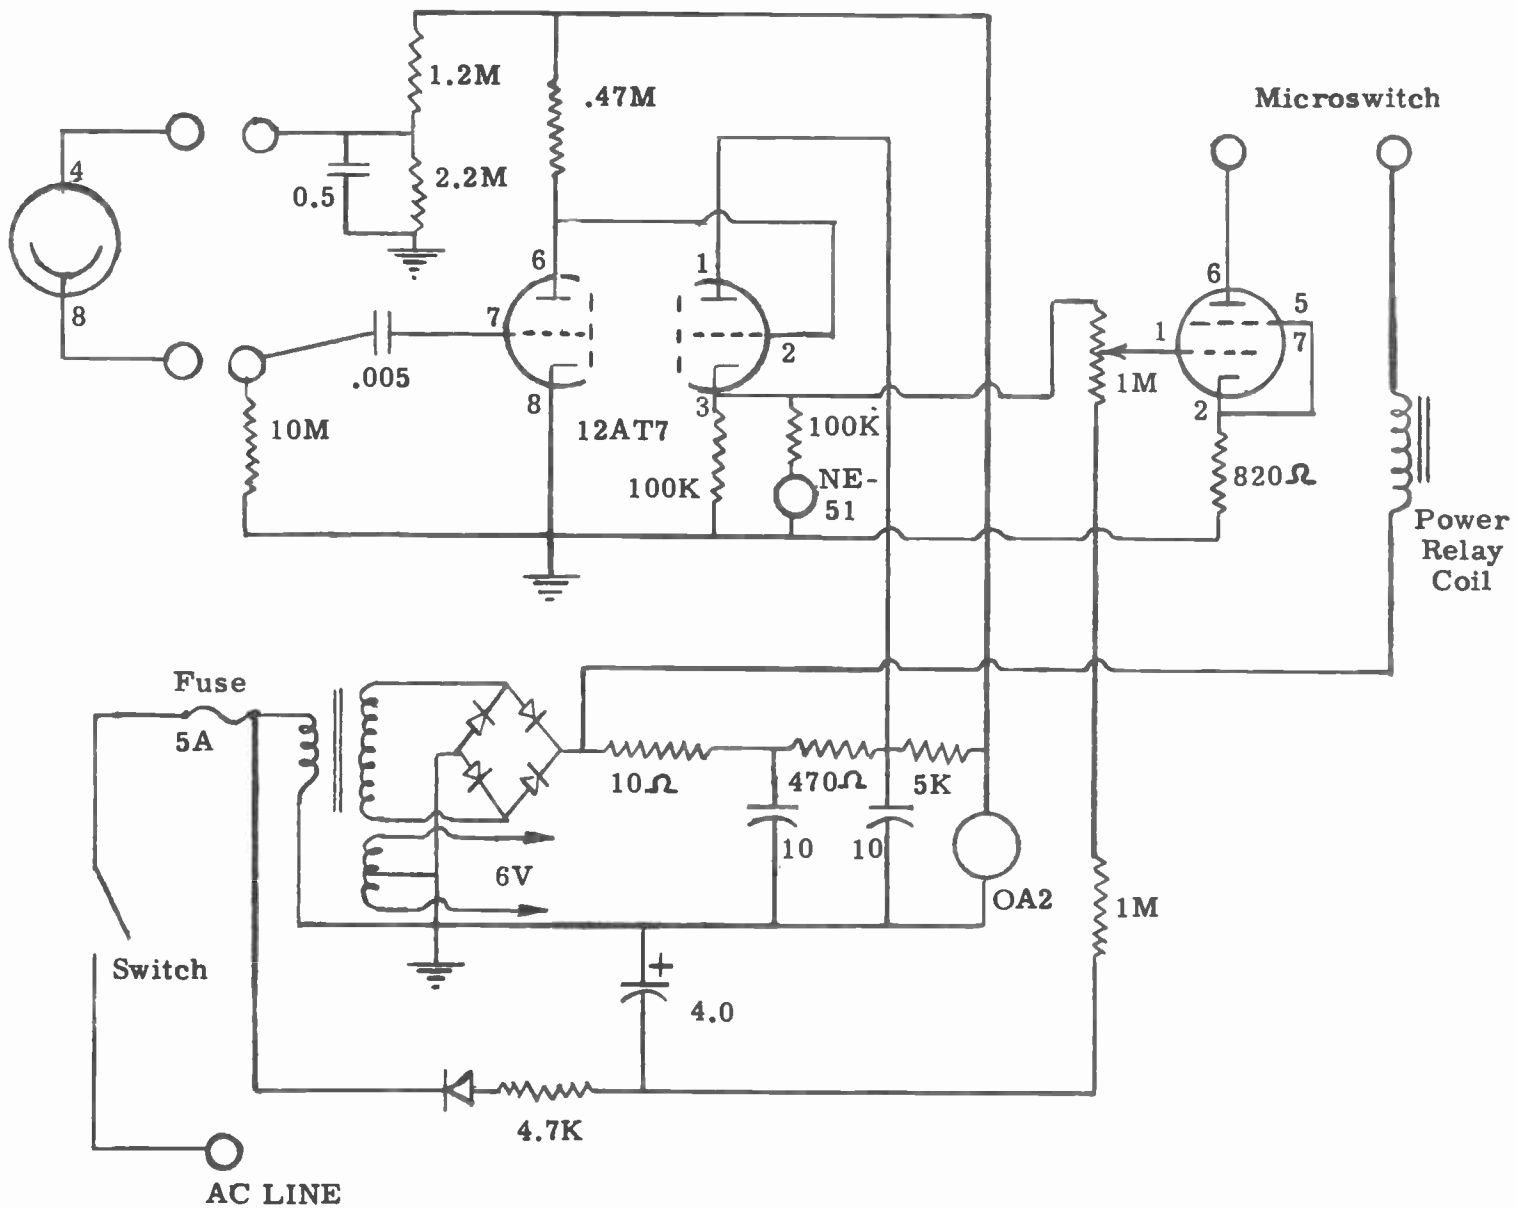 1.2M
.47M
Microswitch
4
0.5
2.2M
6
1
6
5
8
7
1
7
2
.005
1M
3
2
8
10M
12AT7
100K
820Ω
100K
NE-
51
Power
Relay
Coil
Fuse
5A
10Ω
470Ω
5K
10
10
6V
OA2
1M
Switch
+
4.0
4.7K
AC LINE